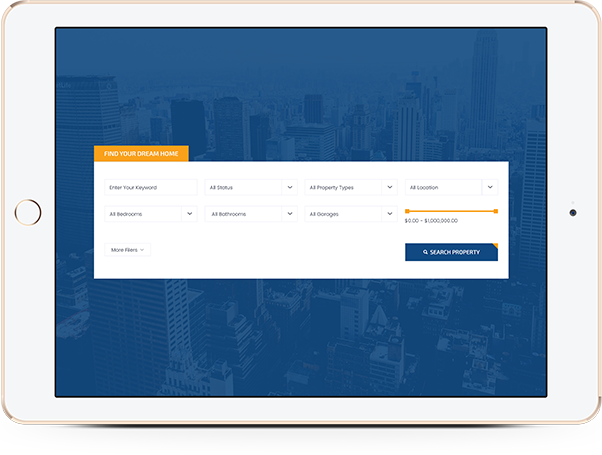 FIND YOUR DREAM HOME
Enter Your Keyword
All Status
All Property Types
All Location
All Bedrooms
All Bathrooms
All Garages
$0.00 - $1,000,000.00
More Filers
SEARCH PROPERTY